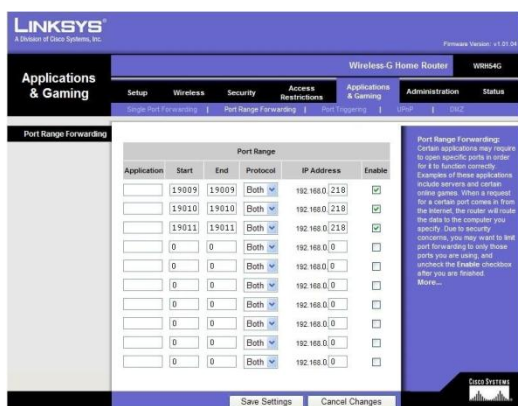 LINKSYS®
A Division of Cisco Systems, Inc.
Firmware Version: v1.01.04
Wireless-G Home Router WRH54G
Applications & Gaming
Setup Wireless Security Access Restrictions Applications & Gaming Administration Status
Single Port Forwarding | Port Range Forwarding | Port Triggering | UPnP | DMZ
Port Range Forwarding
Port Range
Application Start End Protocol IP Address Enable
19009 19009 Both 192.168.0. 218
19010 19010 Both 192.168.0. 218
19011 19011 Both 192.168.0. 218
0 0 Both 192.168.0. 0
0 0 Both 192.168.0. 0
0 0 Both 192.168.0. 0
0 0 Both 192.168.0. 0
0 0 Both 192.168.0. 0
0 0 Both 192.168.0. 0
0 0 Both 192.168.0. 0
Port Range Forwarding:
Certain applications may require
to open specific ports in order
for it to function correctly.
Examples of these applications
include servers and certain
online games. When a request
for a certain port comes in from
the Internet, the router will route
the data to the computer you
specify. Due to security
concerns, you may want to limit
port forwarding to only those
ports you are using, and
uncheck the Enable checkbox
after you are finished.
More...
Save Settings Cancel Changes
CISCO SYSTEMS